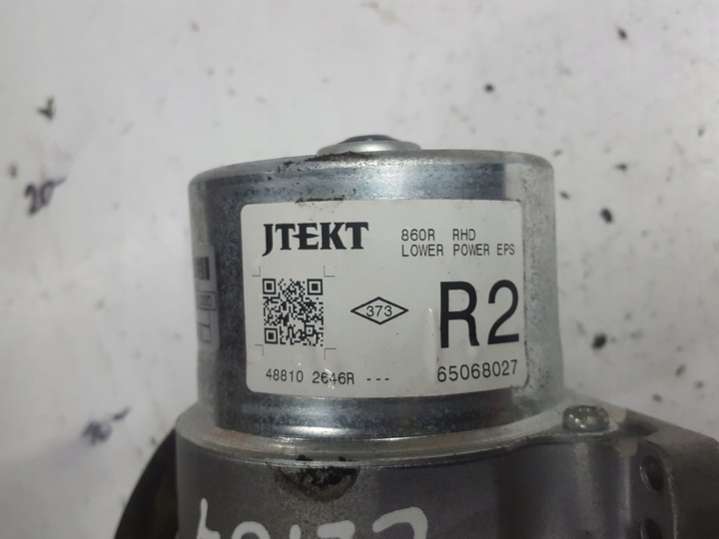 JTEKT
860R RHD
LOWER POWER EPS
373
R2
48810 2646R ---
65068027